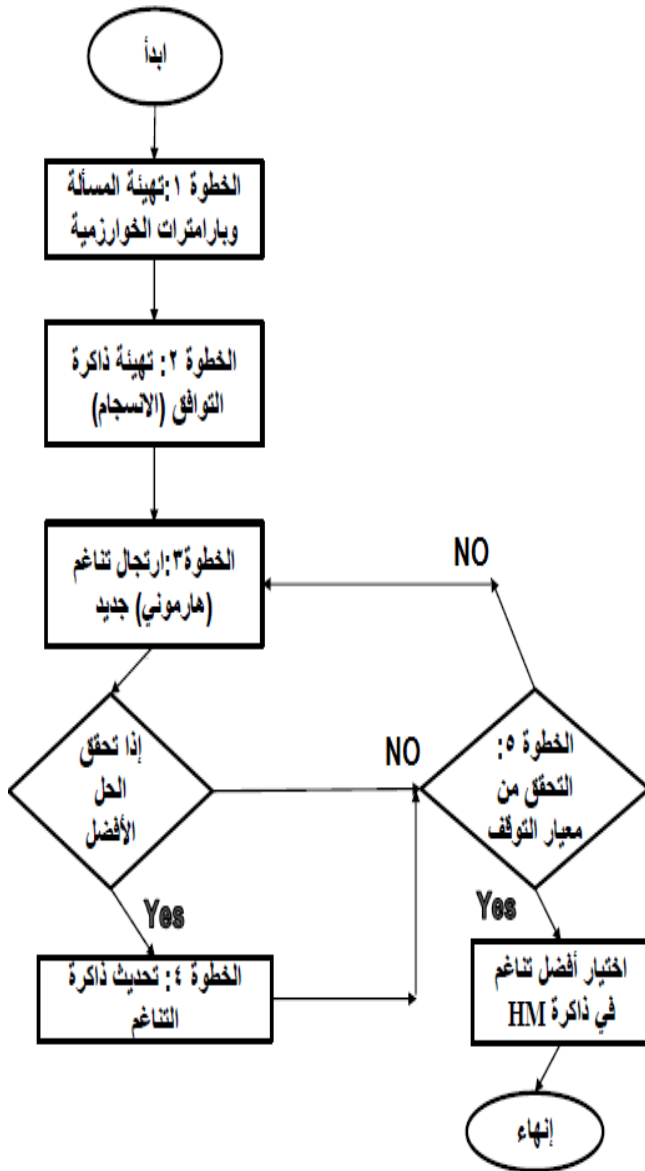 ابدأ
الخطوة ١:تهيئة المسألة
وبارامترات الخوارزمية
الخطوة ٢: تهيئة ذاكرة
التوافق (الانسجام)
الخطوة٣:ارتجال تناغم
(هارموني) جديد
NO
إذا تحقق
الحل
الأفضل
NO
الخطوة ٥:
التحقق من
معيار التوقف
Yes
Yes
الخطوة ٤: تحديث ذاكرة
التناغم
اختيار أفضل تناغم
في ذاكرة HM
إنهاء